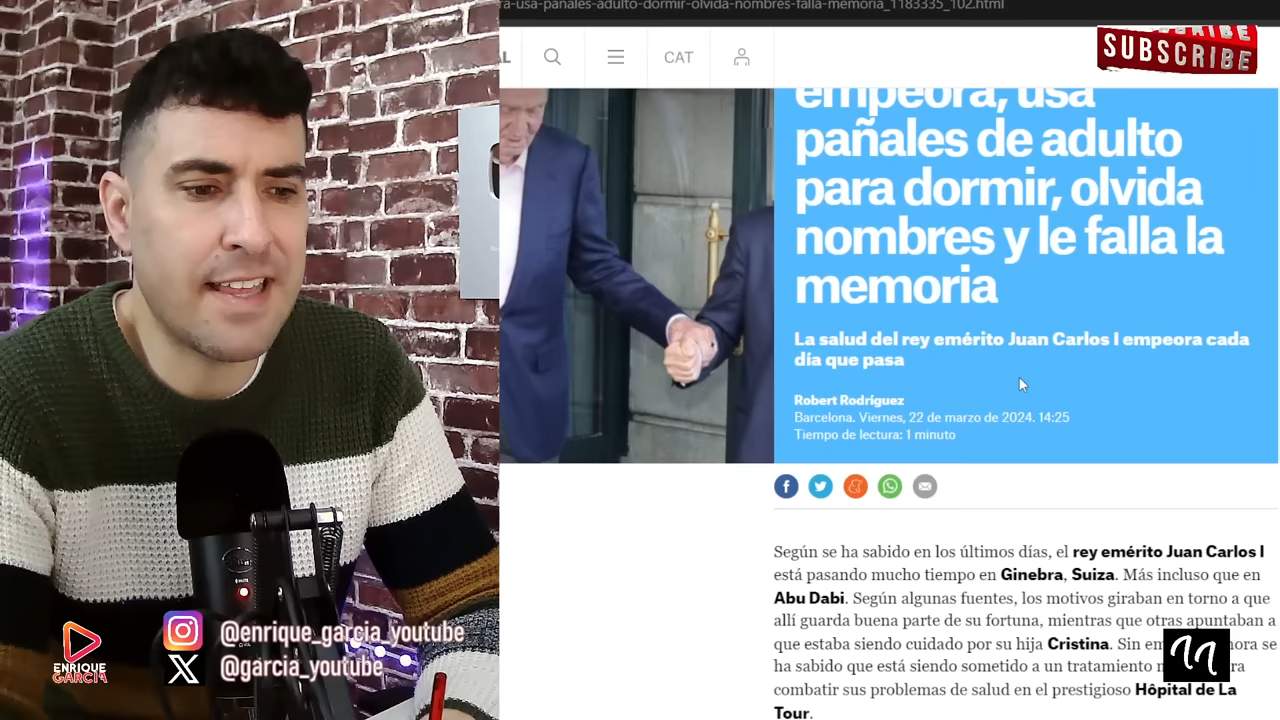 ra-usa-pañales-adulto-dormir-olvida-nombres-falla-memoria_1183335_102.html
CAT
SUBSCRIBE
empeora, usa
pañales de adulto
para dormir, olvida
nombres y le falla la
memoria
La salud del rey emérito Juan Carlos I empeora cada
día que pasa
Robert Rodríguez
Barcelona. Viernes, 22 de marzo de 2024. 14:25
Tiempo de lectura: 1 minuto
Según se ha sabido en los últimos días, el rey emérito Juan Carlos I
está pasando mucho tiempo en Ginebra, Suiza. Más incluso que en
Abu Dabi. Según algunas fuentes, los motivos giraban en torno a que
allí guarda buena parte de su fortuna, mientras que otras apuntaban a
que estaba siendo cuidado por su hija Cristina. Sin se
ha sabido que está siendo sometido a un tratamiento
combatir sus problemas de salud en el prestigioso Hôpital de La
Tour.
@enrique_garcia_youtube
@garcia_youtube
ENRIQUE
GARCIA